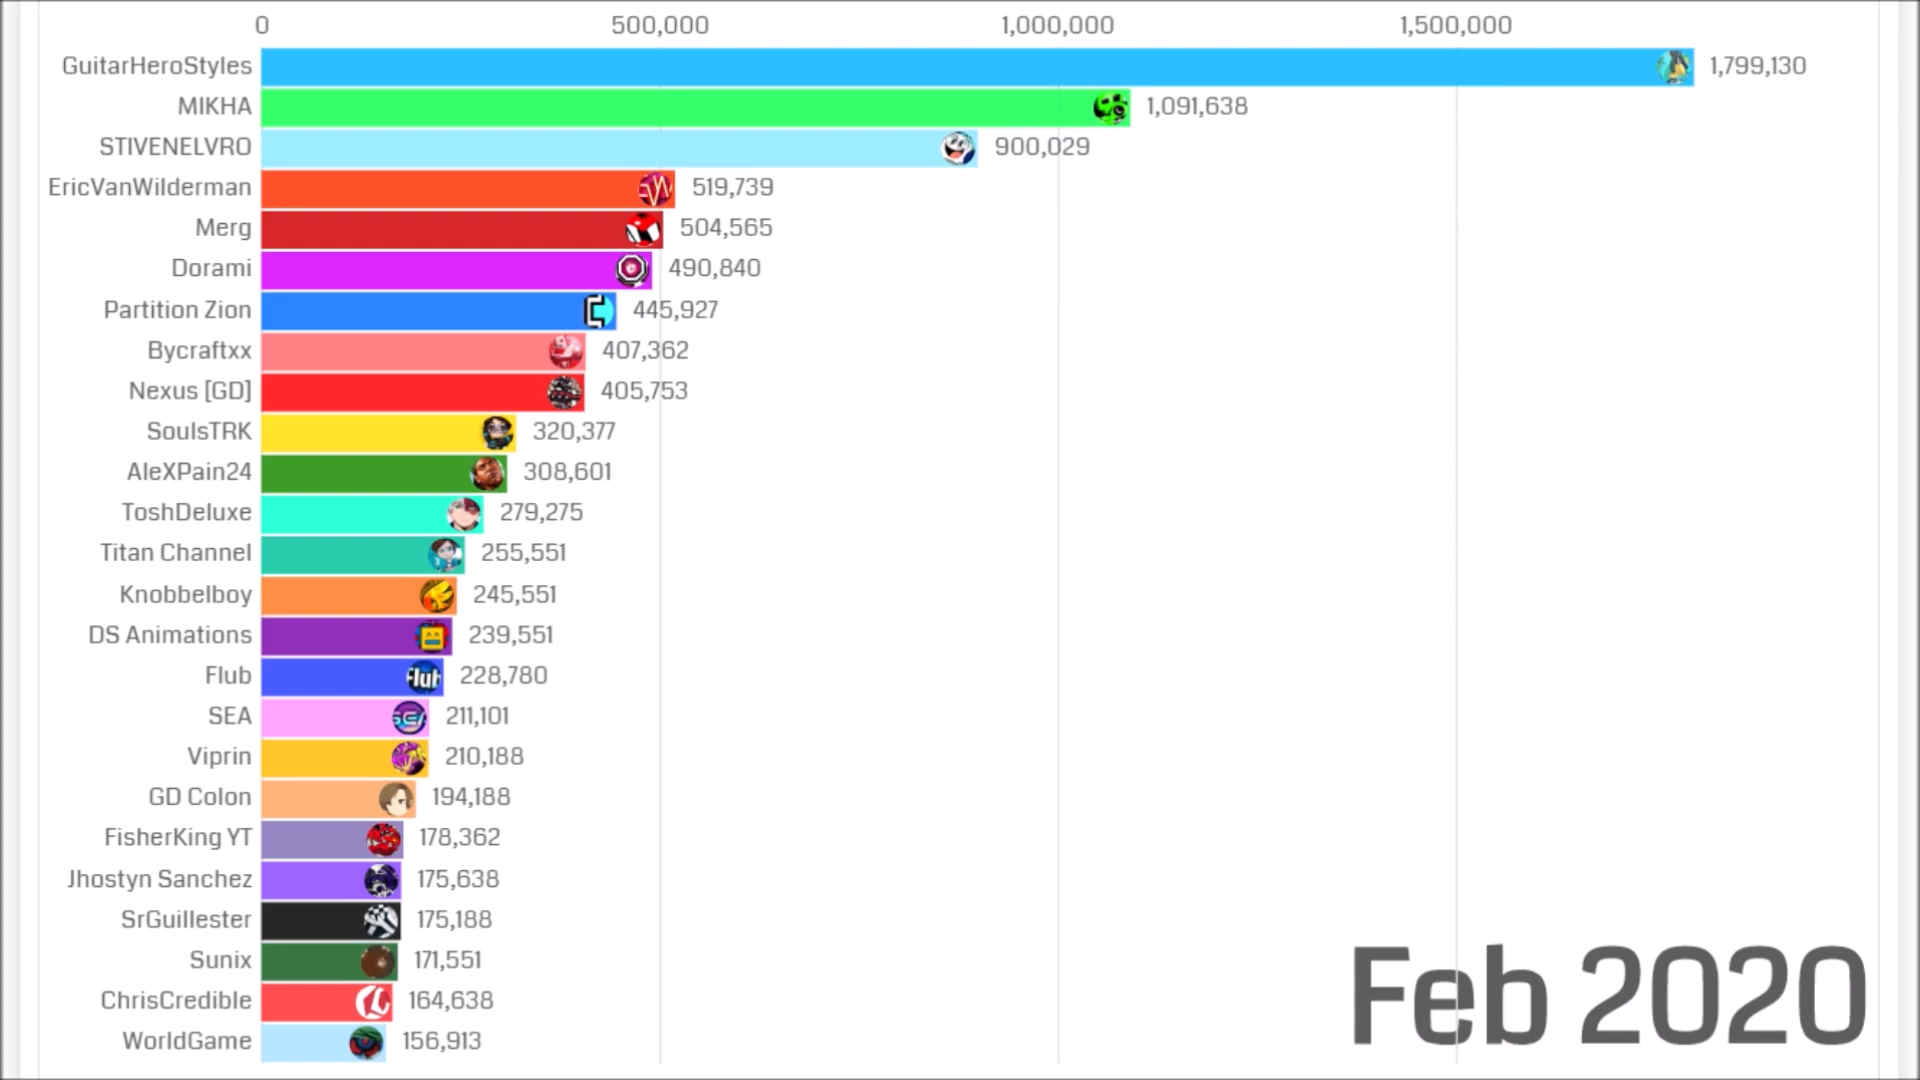 0 500,000 1,000,000 1,500,000
GuitarHeroStyles 1,799,130
MIKHA 1,091,638
STIVENELVRO 900,029
EricVanWilderman 519,739
Merg 504,565
Dorami 490,840
Partition Zion 445,927
Bycraftxx 407,362
Nexus [GD] 405,753
SoulsTRK 320,377
AleXPain24 308,601
ToshDeluxe 279,275
Titan Channel 255,551
Knobbelboy 245,551
DS Animations 239,551
Flub Flub 228,780
SEA SEA 211,101
Viprin 210,188
GD Colon 194,188
FisherKing YT 178,362
Jhostyn Sanchez 175,638
SrGuillester 175,188
Sunix 171,551
ChrisCredible 164,638
WorldGame 156,913
Feb 2020